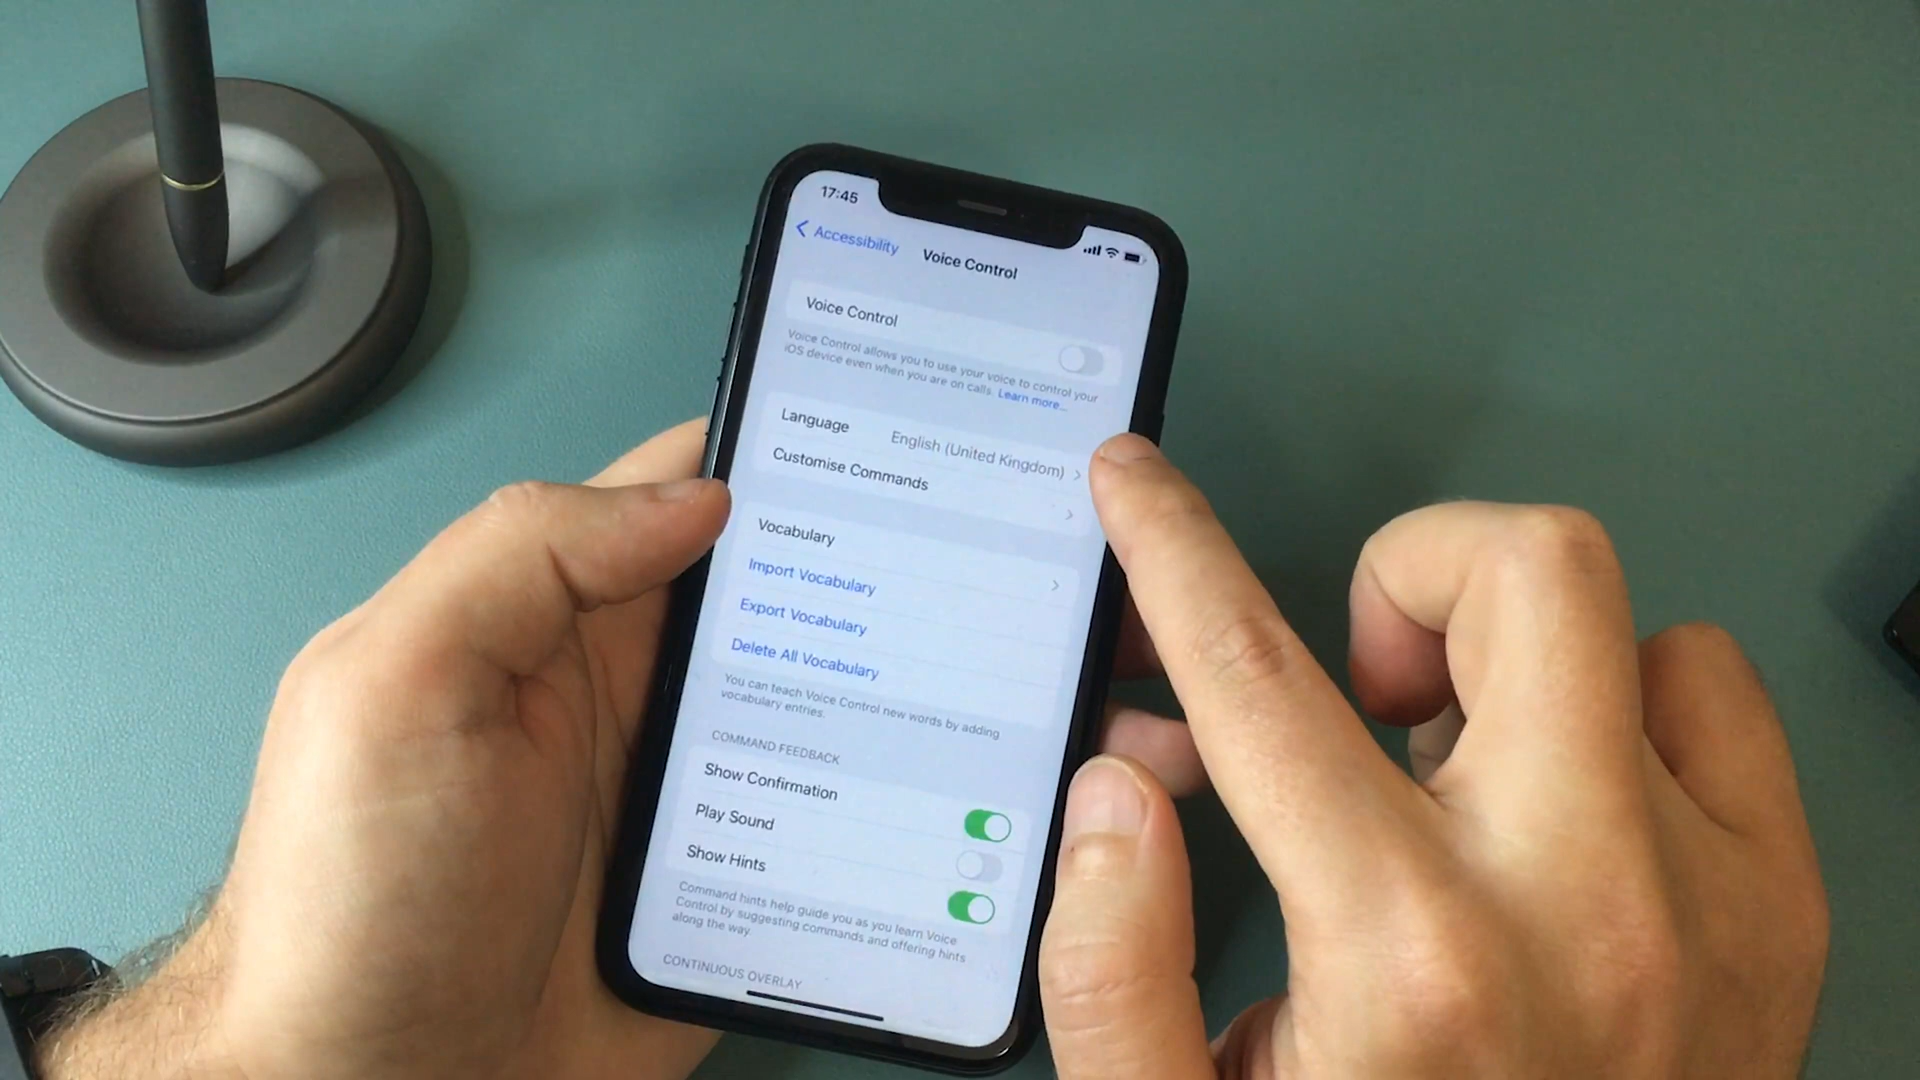 17:45
Accessibility
Voice Control
Voice Control
Voice Control allows you to use your voice to control your
iOS device even when you are on calls. Learn more...
Language English (United Kingdom)
Customise Commands
Vocabulary
Import Vocabulary
Export Vocabulary
Delete All Vocabulary
You can teach Voice Control new words by adding
vocabulary entries.
COMMAND FEEDBACK
Show Confirmation
Play Sound
Show Hints
Command hints help guide you as you learn Voice
Control by suggesting commands and offering hints
along the way.
CONTINUOUS OVERLAY